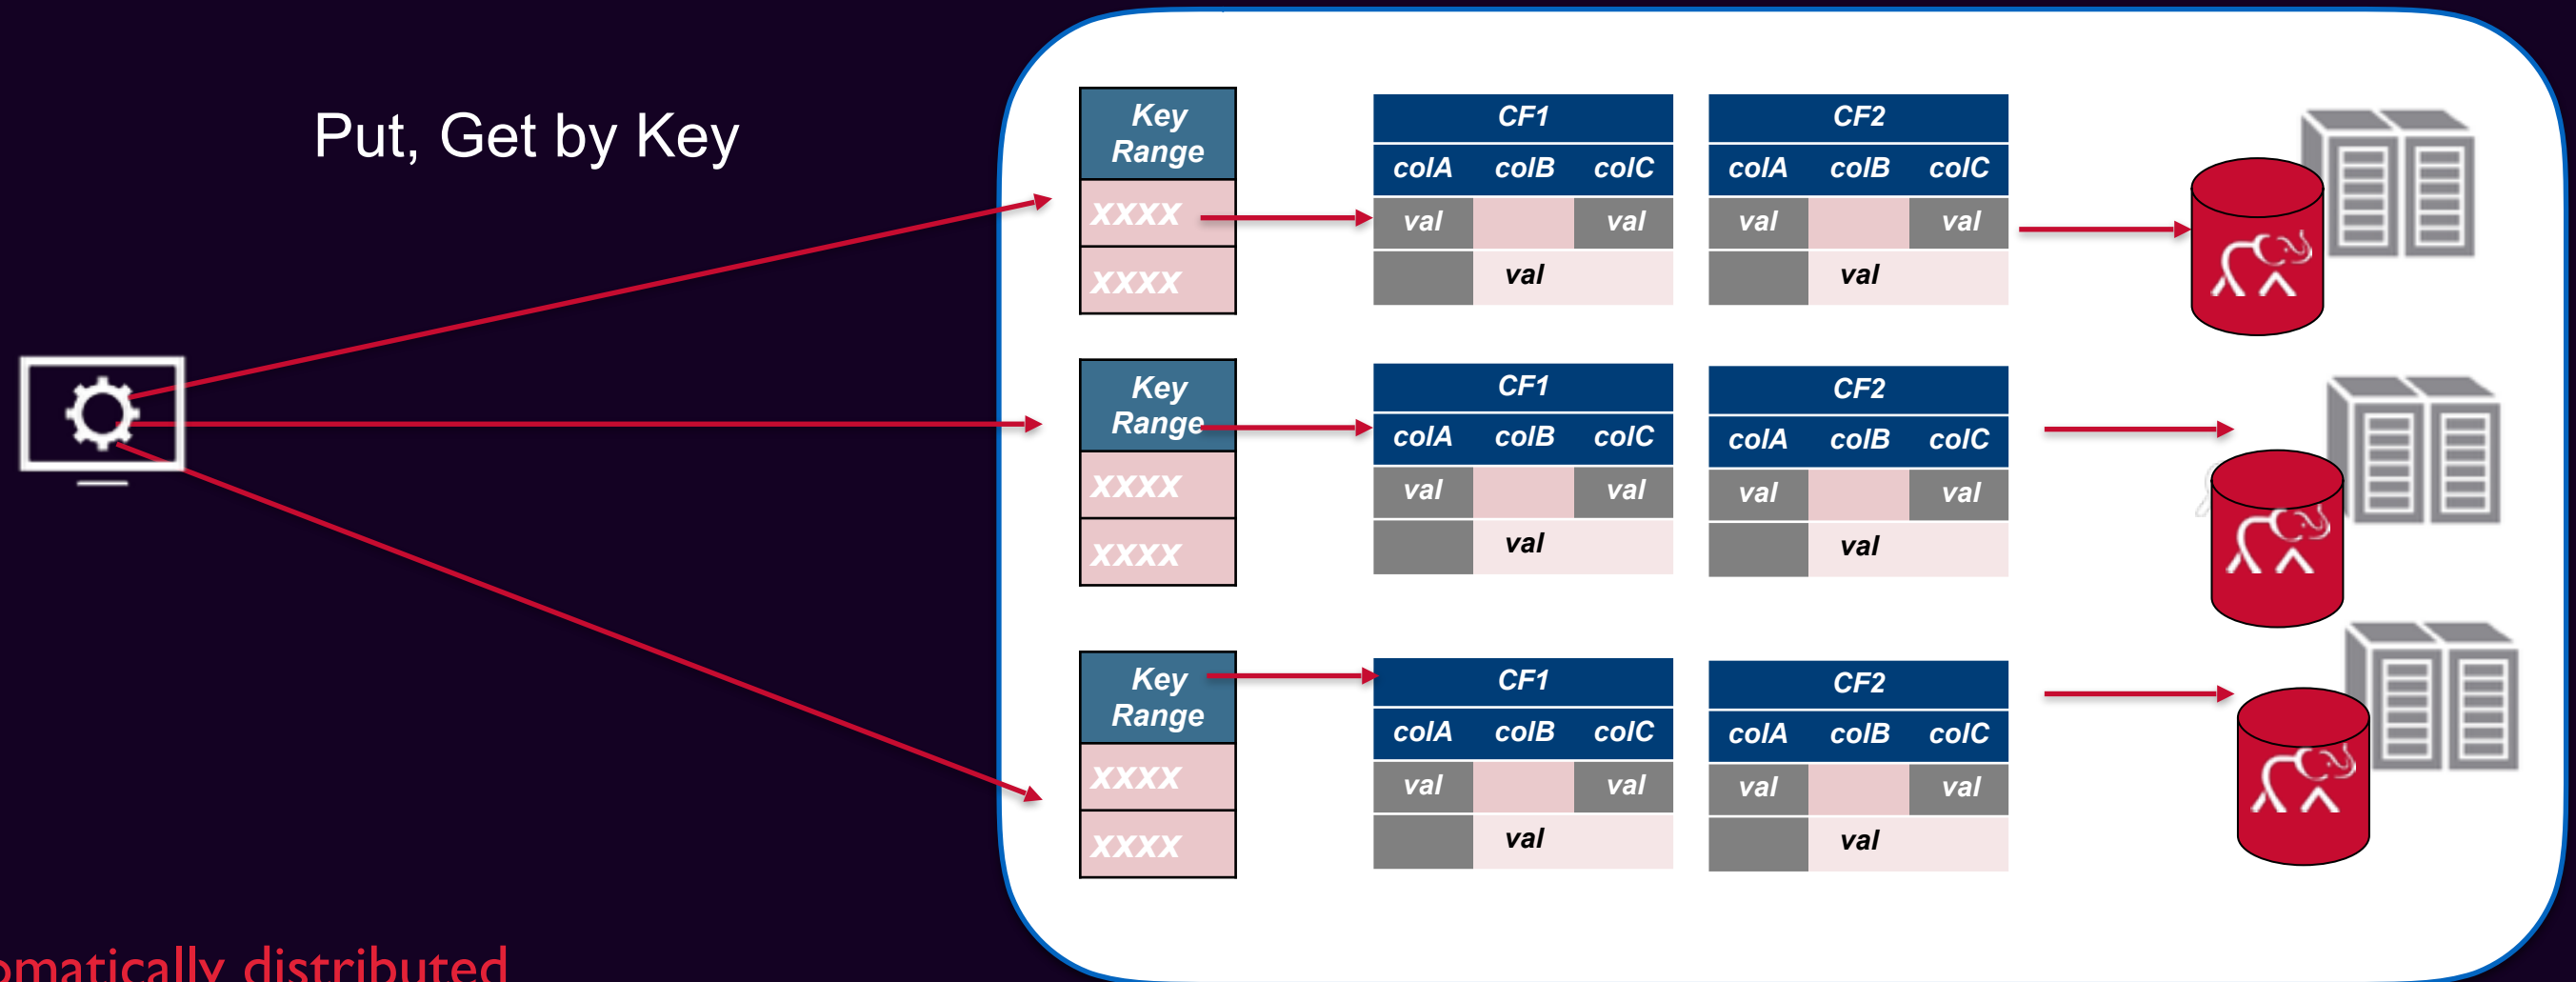 Put, Get by Key
Key
Range
xxxx
xxxx
CF1
colA colB colC
val val
val
CF2
colA colB colC
val val
val
Key
Range
xxxx
xxxx
CF1
colA colB colC
val val
val
CF2
colA colB colC
val val
val
Key
Range
xxxx
xxxx
CF1
colA colB colC
val val
val
CF2
colA colB colC
val val
val
omatically distributed